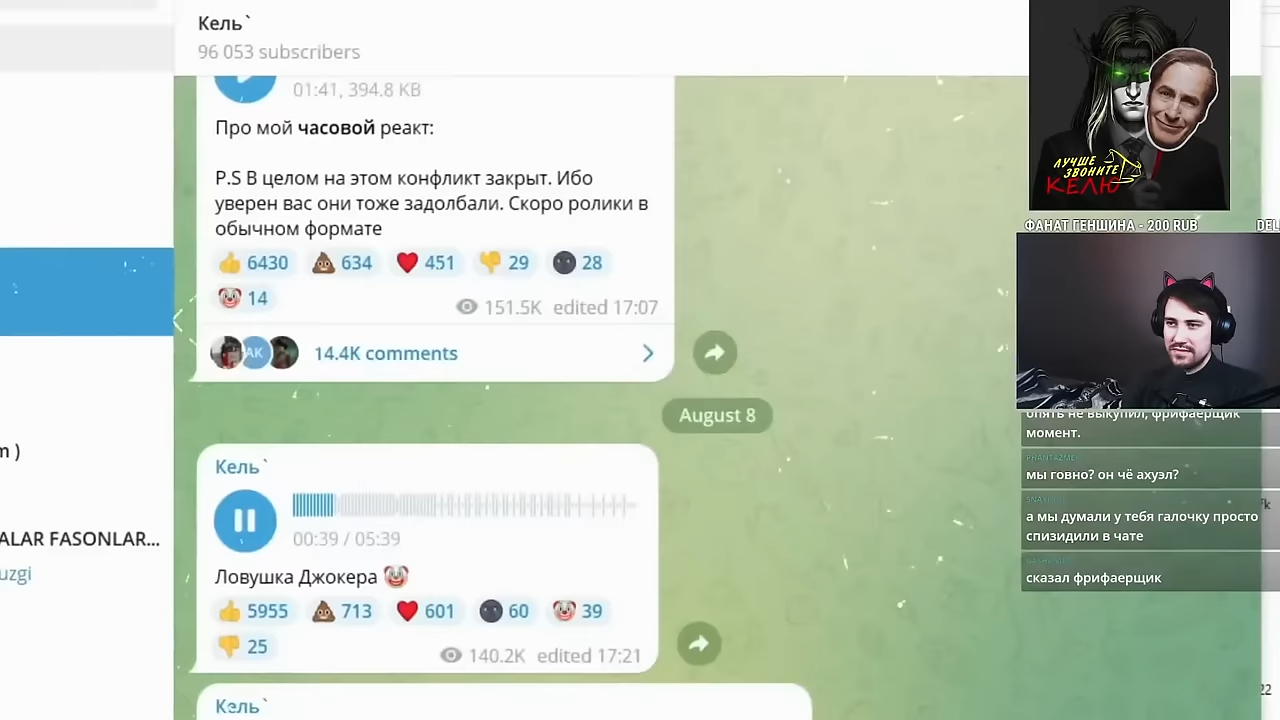 Кель`
96 053 subscribers
01:41, 394.8 KB
Про мой часовой реакт:
P.S В целом на этом конфликт закрыт. Ибо
уверен вас они тоже задолбали. Скоро ролики в
обычном формате
👍 6430 💩 634 ❤️ 451 👎 29 🌚 28
🤡 14
151.5K edited 17:07
AK
14.4K comments
August 8
Кель`
00:39 / 05:39
Ловушка Джокера 🤡
👍 5955 💩 713 ❤️ 601 🌚 60 🤡 39
👎 25
140.2K edited 17:21
Кель`
m )
ALAR FASONLAR...
uzgi
ЛУЧШЕ
ЗВОНИТЕ
КЕЛЮ
ФАНАТ ГЕНШИНА - 200 RUB
DEL
опять не выкупил, фрифаерщик
момент.
PHANTAZMER
мы говно? он чё ахуэл?
а мы думали у тебя галочку просто
спизидили в чате
сказал фрифаерщик
22